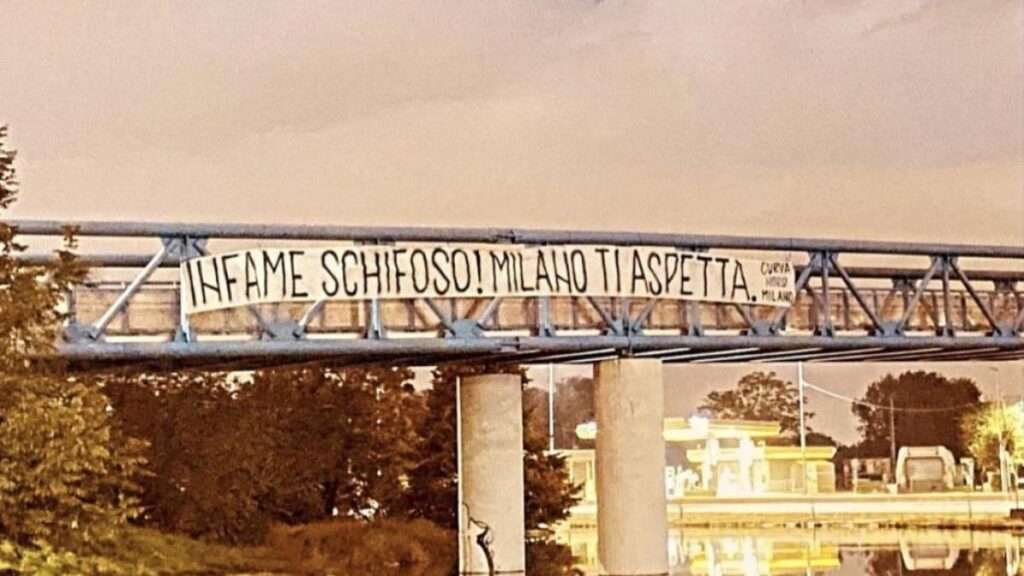 INFAME SCHIFOSO! MILANO TI ASPETTA.
CURVA
NORD
MILANO